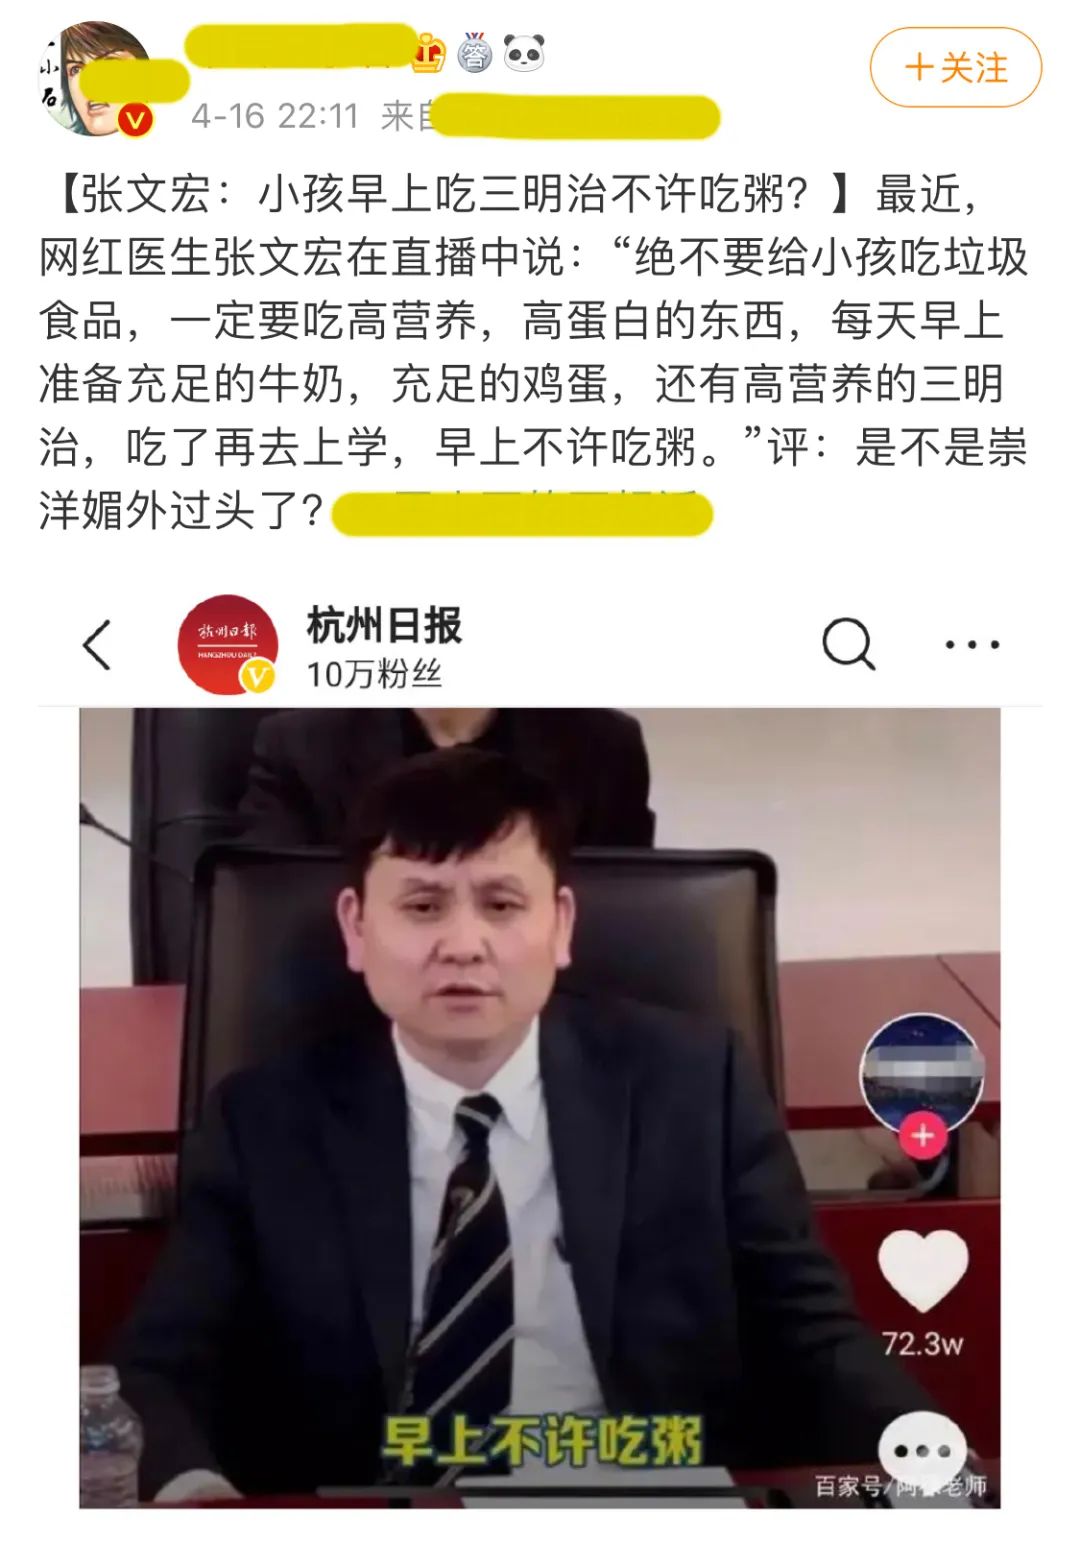 小
石
答
+关注
4-16 22:11 来自
【张文宏：小孩早上吃三明治不许吃粥？】最近，
网红医生张文宏在直播中说：“绝不要给小孩吃垃圾
食品，一定要吃高营养，高蛋白的东西，每天早上
准备充足的牛奶，充足的鸡蛋，还有高营养的三明
治，吃了再去上学，早上不许吃粥。”评：是不是崇
洋媚外过头了？
杭州日报
HANGZHOU DAILY
杭州日报
10万粉丝
72.3w
早上不许吃粥
百家号/阿 老师